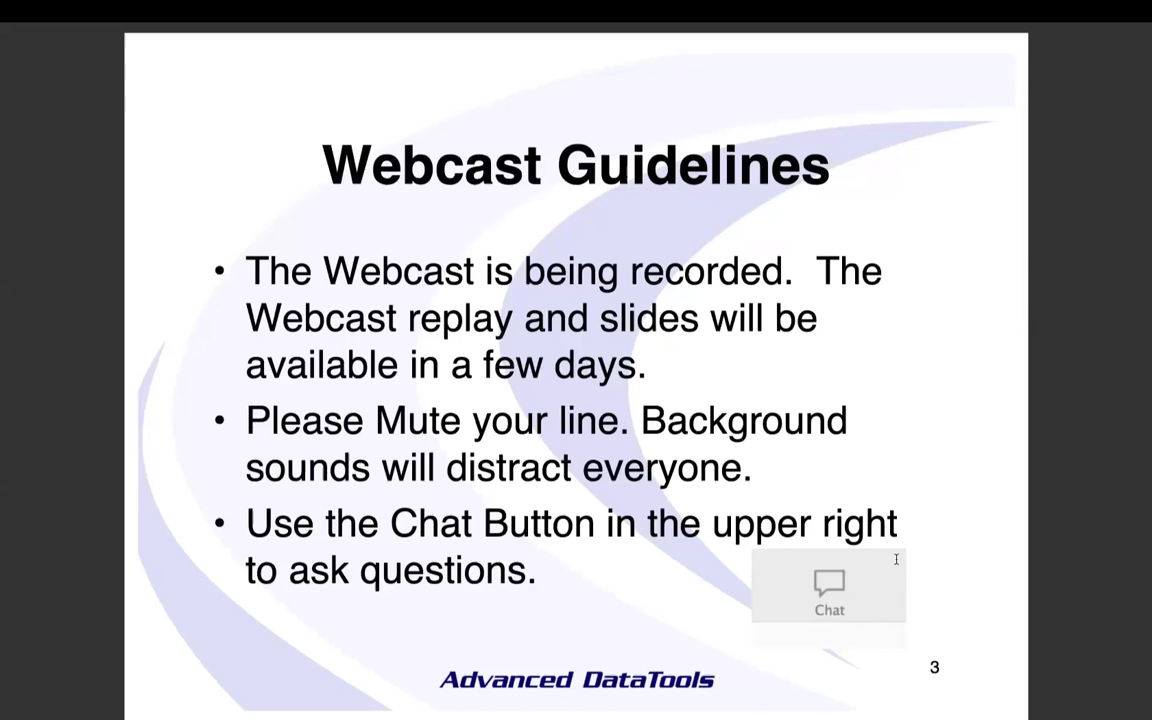 Webcast Guidelines
• The Webcast is being recorded.  The
Webcast replay and slides will be
available in a few days.
• Please Mute your line. Background
sounds will distract everyone.
• Use the Chat Button in the upper right
to ask questions.
Chat
Advanced DataTools
3